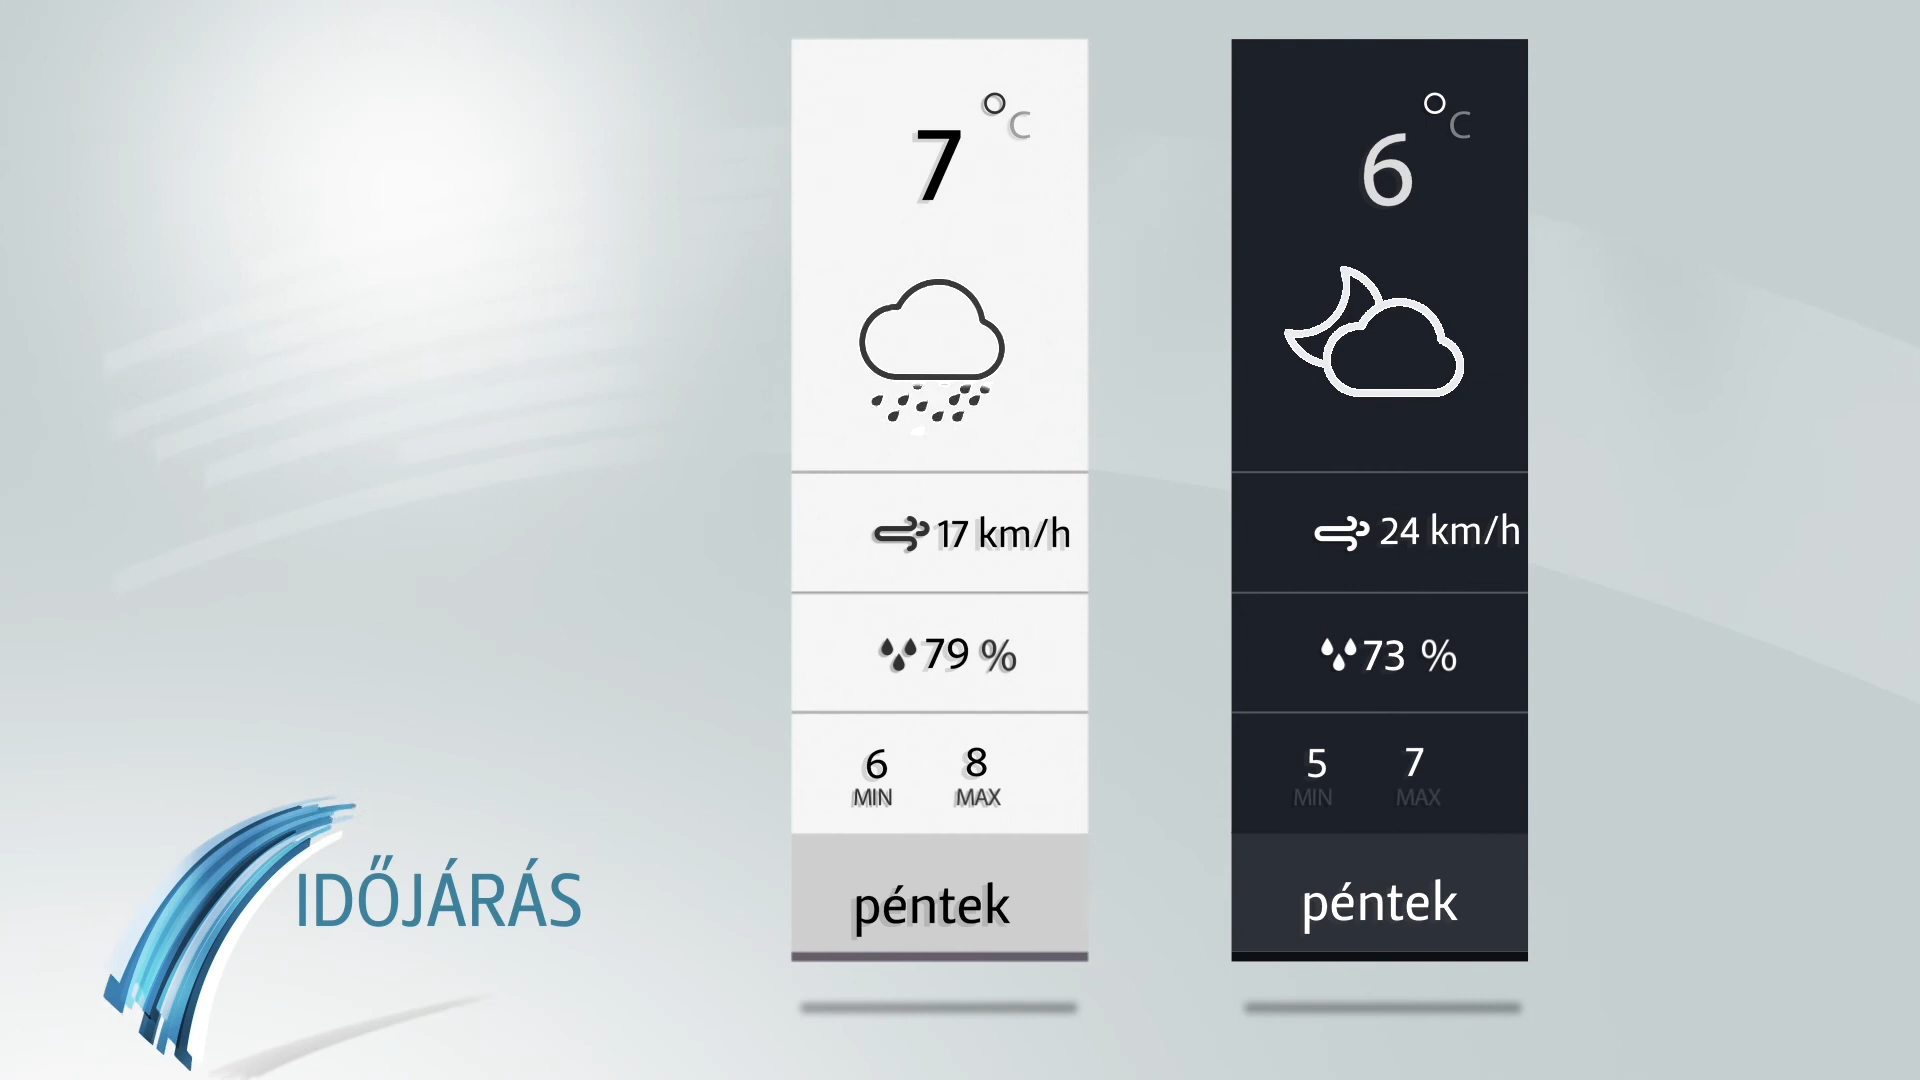 7 °C
17 km/h
79 %
6 8
MIN MAX
péntek
6 °C
24 km/h
73 %
5 7
MIN MAX
péntek
IDŐJÁRÁS